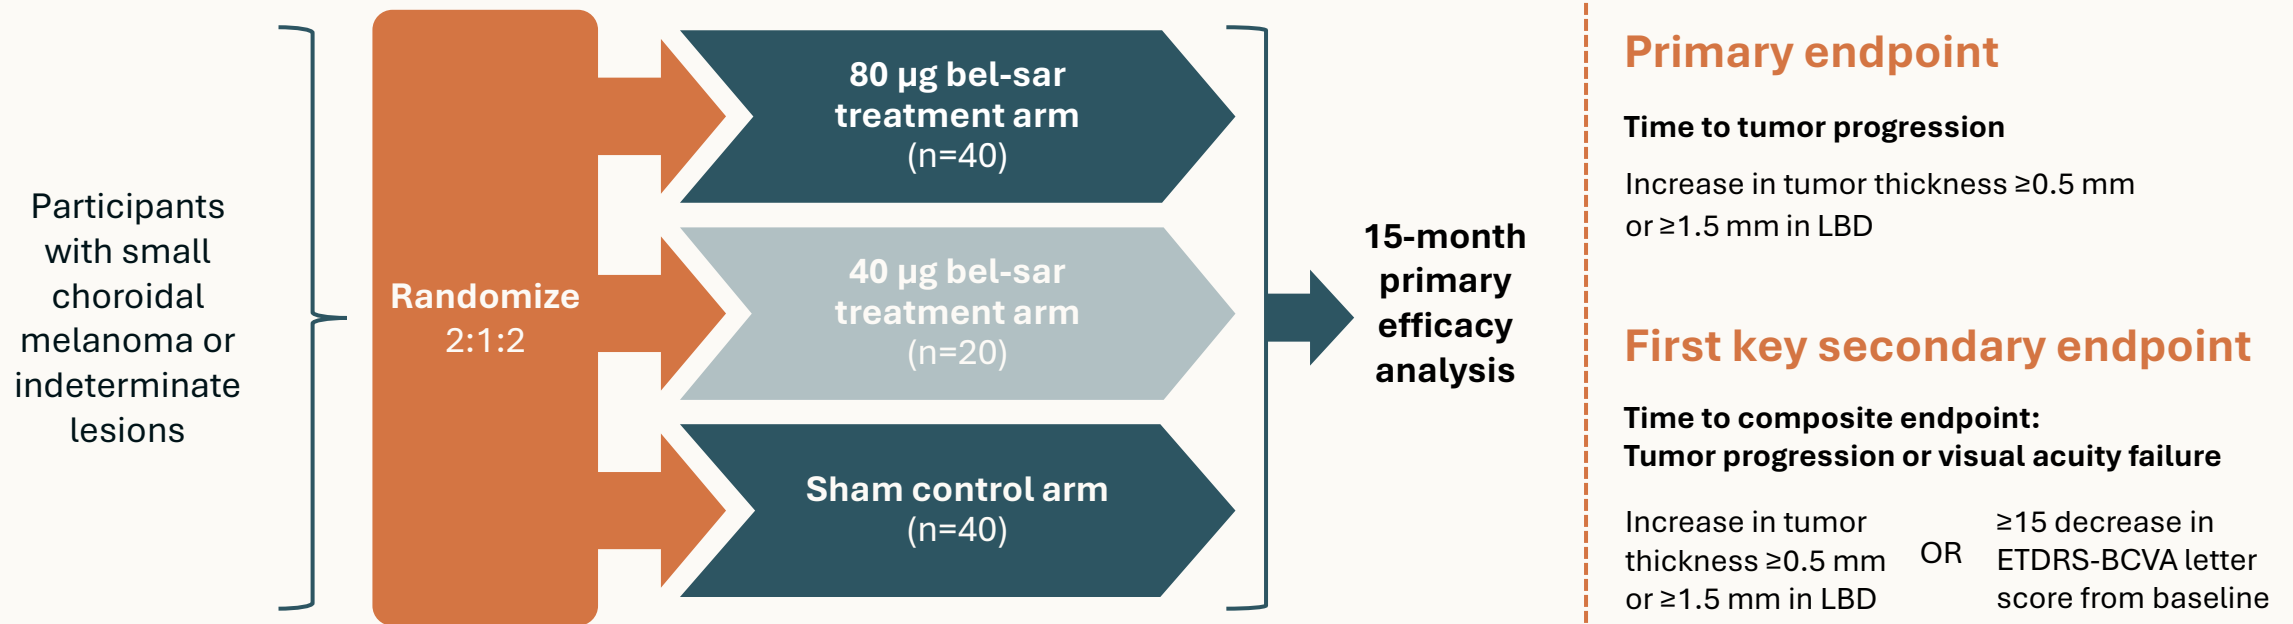 Participants
with small
choroidal
melanoma or
indeterminate
lesions
Randomize
2:1:2
80 µg bel-sar
treatment arm
(n=40)
40 µg bel-sar
treatment arm
(n=20)
Sham control arm
(n=40)
15-month
primary
efficacy
analysis
Primary endpoint
Time to tumor progression
Increase in tumor thickness ≥0.5 mm
or ≥1.5 mm in LBD
First key secondary endpoint
Time to composite endpoint:
Tumor progression or visual acuity failure
Increase in tumor
thickness ≥0.5 mm
or ≥1.5 mm in LBD
OR
≥15 decrease in
ETDRS-BCVA letter
score from baseline